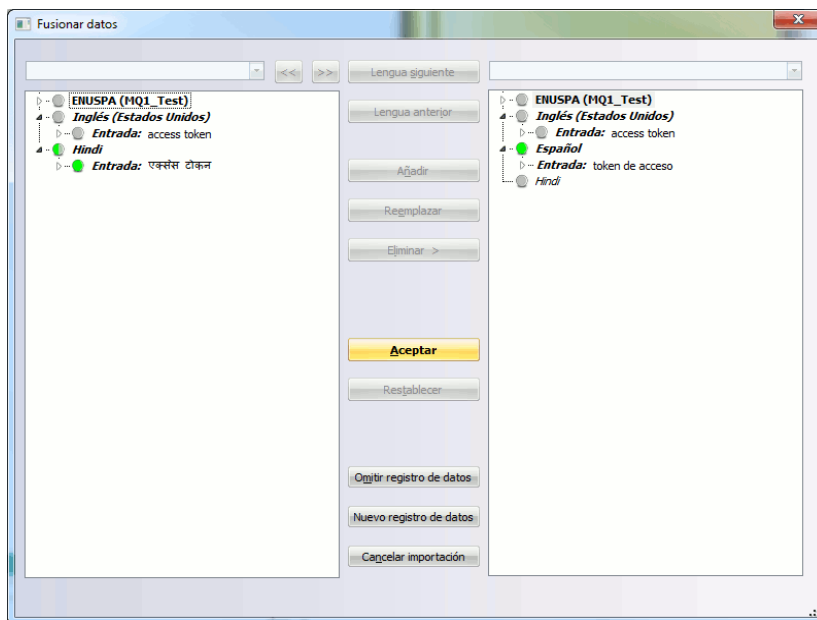 Fusionar datos
<<
>>
Lengua siguiente
Lengua anterior
Añadir
Reemplazar
Eliminar >
Aceptar
Restablecer
Omitir registro de datos
Nuevo registro de datos
Cancelar importación
ENUSPA (MQ1_Test)
Inglés (Estados Unidos)
Entrada: access token
Hindi
Entrada: एक्सेस टोकन
ENUSPA (MQ1_Test)
Inglés (Estados Unidos)
Entrada: access token
Español
Entrada: token de acceso
Hindi